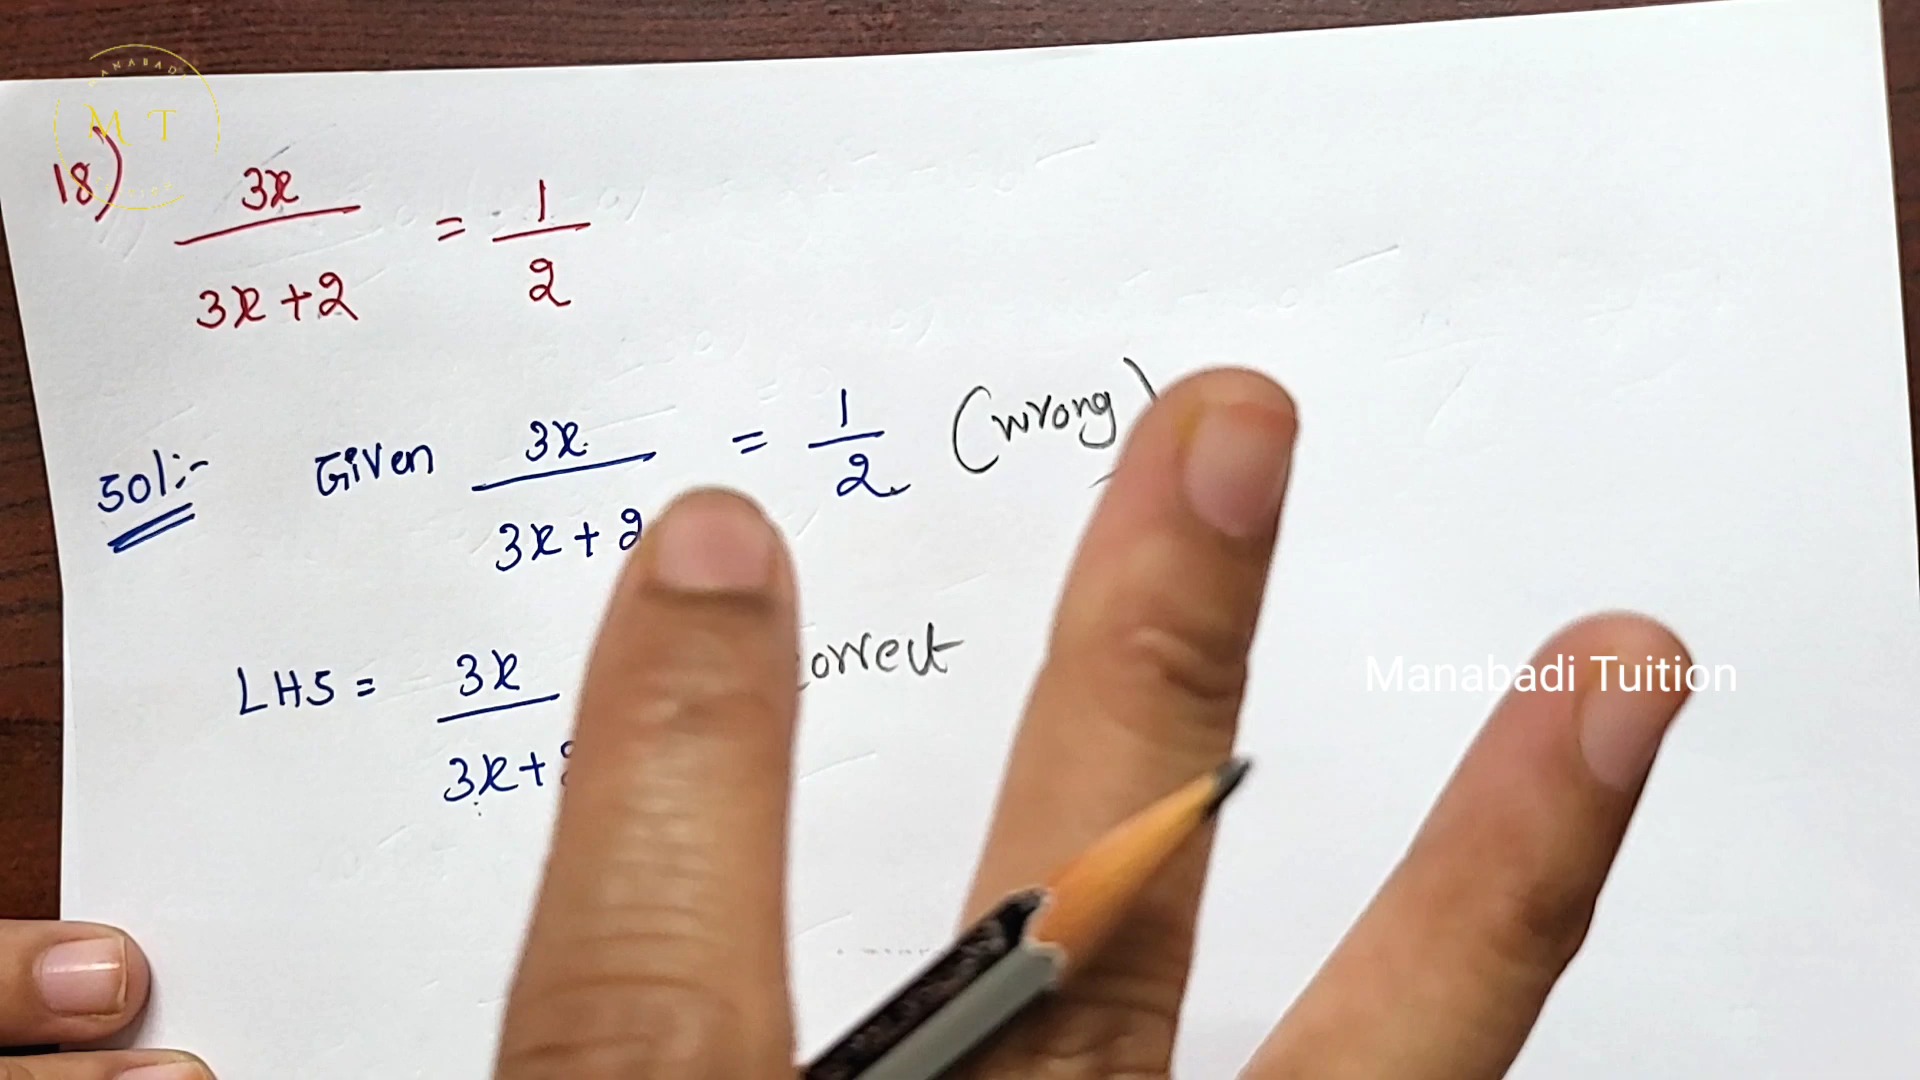 MANABADI
M T
18) 3x / 3x+2 = 1 / 2
Sol:- Given 3x / 3x+2 = 1 / 2 (wrong)
LHS = 3x / 3x+ orrect
Manabadi Tuition